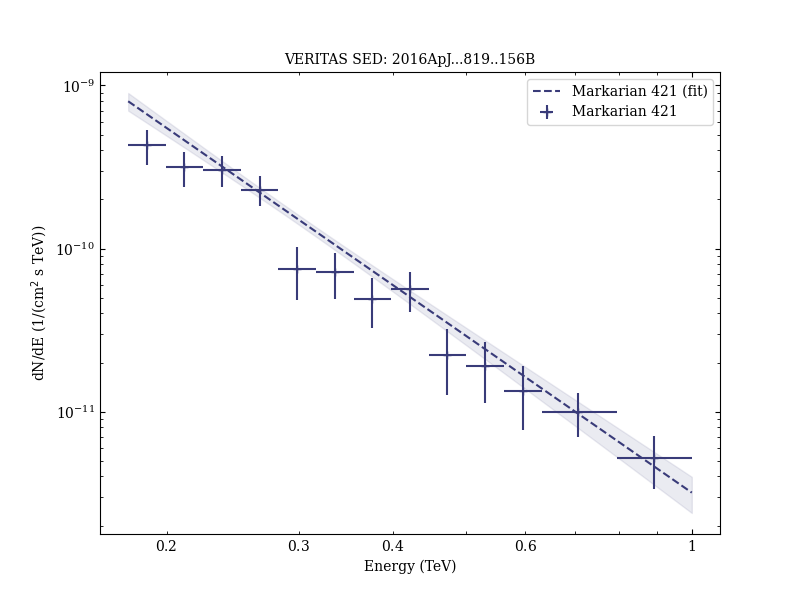 VERITAS SED: 2016ApJ...819..156B
Markarian 421 (fit)
Markarian 421
dN/dE (1/(cm² s TeV))
10⁻⁹
10⁻¹⁰
10⁻¹¹
0.2 0.3 0.4 0.6 1
Energy (TeV)